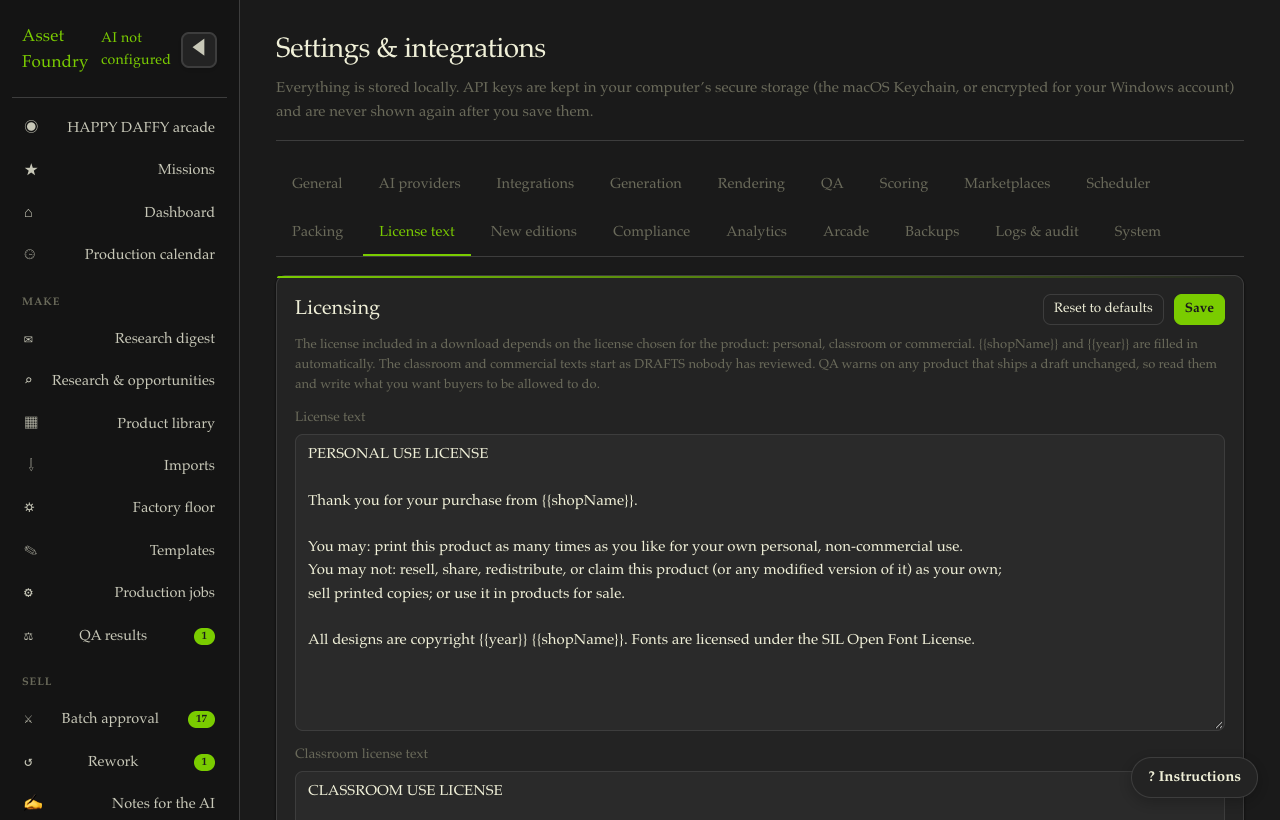 Asset Foundry
AI not configured
HAPPY DAFFY arcade
Missions
Dashboard
Production calendar
MAKE
Research digest
Research & opportunities
Product library
Imports
Factory floor
Templates
Production jobs
QA results 1
SELL
Batch approval 17
Rework 1
Notes for the AI
Settings & integrations
Everything is stored locally. API keys are kept in your computer’s secure storage (the macOS Keychain, or encrypted for your Windows account)
and are never shown again after you save them.
General AI providers Integrations Generation Rendering QA Scoring Marketplaces Scheduler
Packing License text New editions Compliance Analytics Arcade Backups Logs & audit System
Licensing
Reset to defaults Save
The license included in a download depends on the license chosen for the product: personal, classroom or commercial. {{shopName}} and {{year}} are filled in
automatically. The classroom and commercial texts start as DRAFTS nobody has reviewed. QA warns on any product that ships a draft unchanged, so read them
and write what you want buyers to be allowed to do.
License text
PERSONAL USE LICENSE
Thank you for your purchase from {{shopName}}.
You may: print this product as many times as you like for your own personal, non-commercial use.
You may not: resell, share, redistribute, or claim this product (or any modified version of it) as your own;
sell printed copies; or use it in products for sale.
All designs are copyright {{year}} {{shopName}}. Fonts are licensed under the SIL Open Font License.
Classroom license text
CLASSROOM USE LICENSE
? Instructions